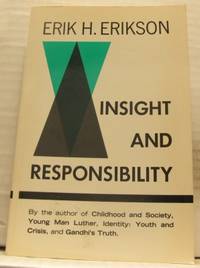 ERIK H. ERIKSON
INSIGHT
AND
RESPONSIBILITY
By the author of Childhood and Society,
Young Man Luther, Identity: Youth and
Crisis, and Gandhi's Truth.